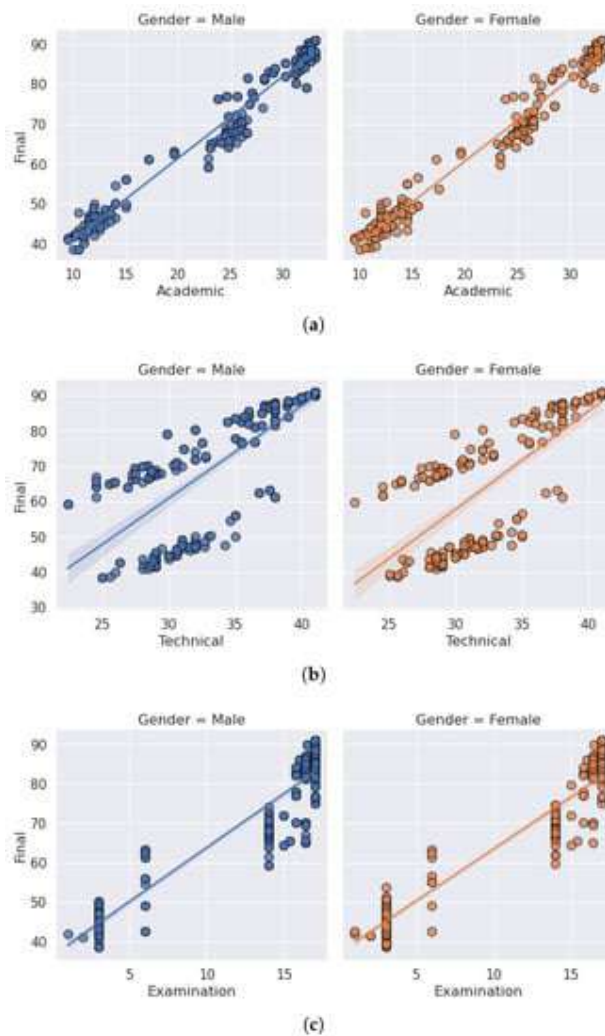 Gender = Male Gender = Female
90
80
70
60
50
40
Final
10 15 20 25 30 10 15 20 25 30
Academic Academic
(a)
Gender = Male Gender = Female
90
80
70
60
50
40
30
Final
25 30 35 40 25 30 35 40
Technical Technical
(b)
Gender = Male Gender = Female
90
80
70
60
50
40
Final
5 10 15 5 10 15
Examination Examination
(c)